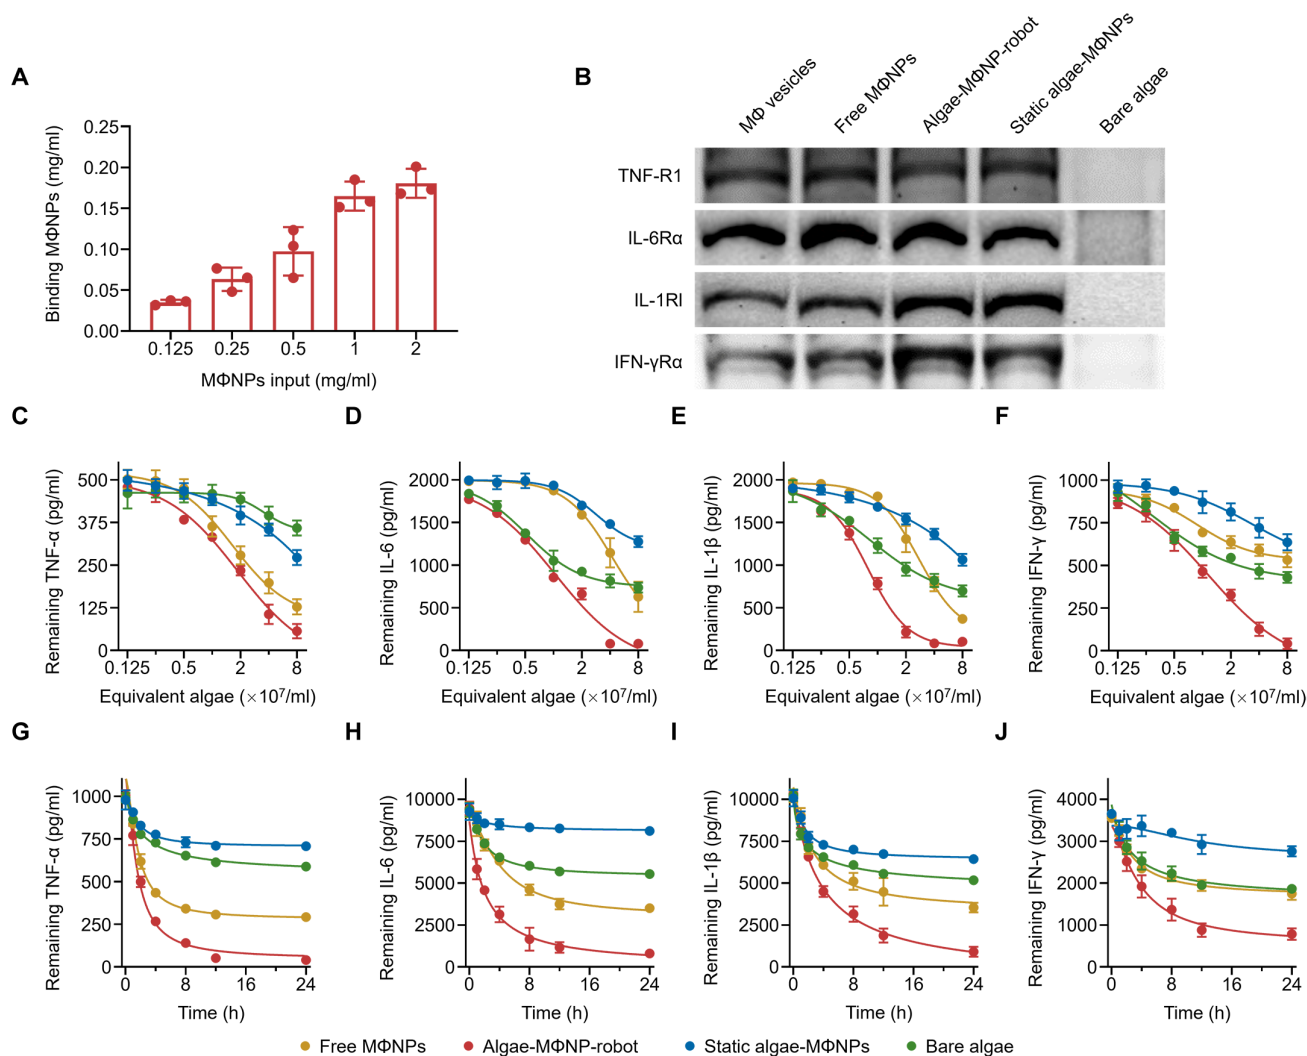 A
Binding MΦNPs (mg/ml)
0.25
0.20
0.15
0.10
0.05
0.00
0.125 0.25 0.5 1 2
MΦNPs input (mg/ml)
B
MΦ vesicles
Free MΦNPs
Algae-MΦNP-robot
Static algae-MΦNPs
Bare algae
TNF-R1
IL-6Rα
IL-1RI
IFN-γRα
C
Remaining TNF-α (pg/ml)
500
375
250
125
0
0.125 0.5 2 8
Equivalent algae (×10⁷/ml)
D
Remaining IL-6 (pg/ml)
2000
1500
1000
500
0
0.125 0.5 2 8
Equivalent algae (×10⁷/ml)
E
Remaining IL-1β (pg/ml)
2000
1500
1000
500
0
0.125 0.5 2 8
Equivalent algae (×10⁷/ml)
F
Remaining IFN-γ (pg/ml)
1000
750
500
250
0
0.125 0.5 2 8
Equivalent algae (×10⁷/ml)
G
Remaining TNF-α (pg/ml)
1000
750
500
250
0
0 8 16 24
Time (h)
H
Remaining IL-6 (pg/ml)
10000
7500
5000
2500
0
0 8 16 24
Time (h)
I
Remaining IL-1β (pg/ml)
10000
7500
5000
2500
0
0 8 16 24
Time (h)
J
Remaining IFN-γ (pg/ml)
4000
3000
2000
1000
0
0 8 16 24
Time (h)
Free MΦNPs Algae-MΦNP-robot Static algae-MΦNPs Bare algae